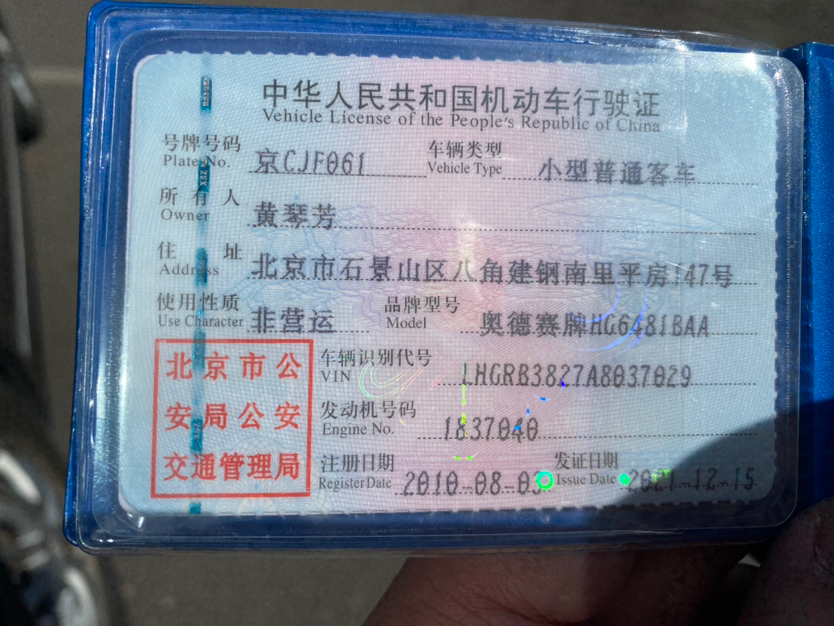 中华人民共和国机动车行驶证
Vehicle License of the People's Republic of China
号牌号码 京CJF061 车辆类型 小型普通客车
Plate No. Vehicle Type
所有人 黄琴芳
Owner
住址 北京市石景山区八角建钢南里平房147号
Address
使用性质 非营运 品牌型号 奥德赛牌HG6481BAA
Use Character Model
北京市公
安局公安
交通管理局
车辆识别代号 LHGRB3827A8037029
VIN
发动机号码 1837040
Engine No.
注册日期 2010-08-03 发证日期 2021-12-15
Register Date Issue Date